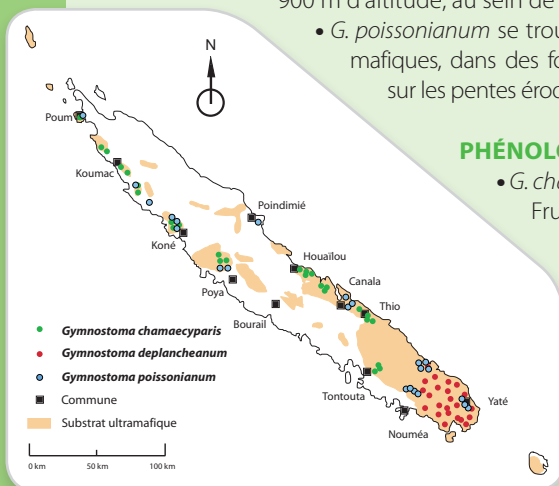 900 m d'altitude, au sein de
• G. poissonianum se trou
mafiques, dans des fo
sur les pentes éro
PHÉNOLO
• G. cha
Fru
N
Poum
Koumac
Poindimié
Koné
Houaïlou
Canala
Poya
Thio
Bourail
Gymnostoma chamaecyparis
Gymnostoma deplancheanum
Gymnostoma poissonianum
Commune
Substrat ultramafique
Tontouta
Yaté
Nouméa
0 km 50 km 100 km